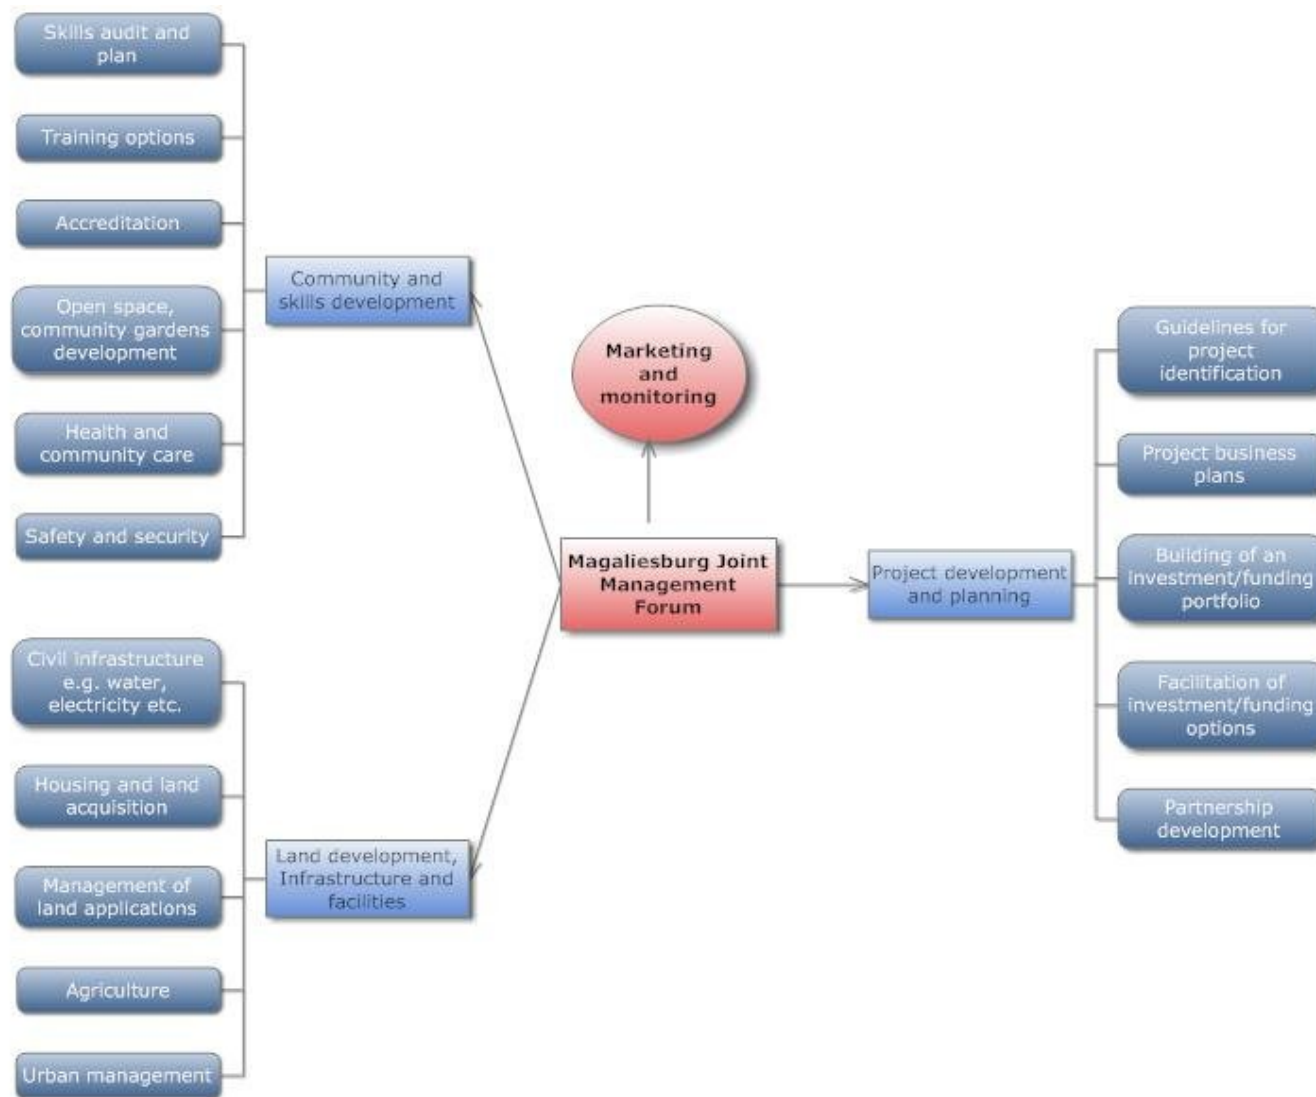 Skills audit and
plan
Training options
Accreditation
Open space,
community gardens
development
Health and
community care
Safety and security
Community and
skills development
Civil infrastructure
e.g. water,
electricity etc.
Housing and land
acquisition
Management of
land applications
Agriculture
Urban management
Land development,
Infrastructure and
facilities
Marketing
and
monitoring
Magaliesburg Joint
Management
Forum
Project development
and planning
Guidelines for
project
identification
Project business
plans
Building of an
investment/funding
portfolio
Facilitation of
investment/funding
options
Partnership
development